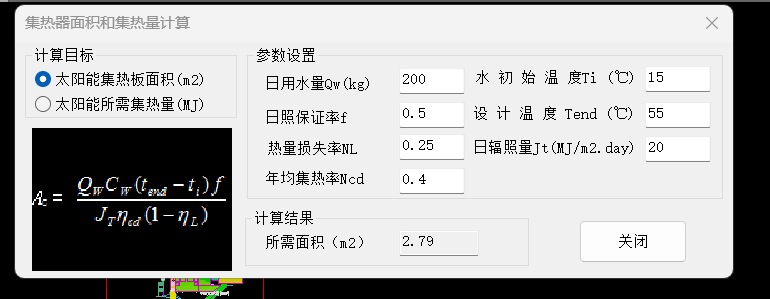 集热器面积和集热量计算
计算目标
太阳能集热板面积(m2)
太阳能所需集热量(MJ)
A_c = \frac{Q_W C_W (t_{end} - t_i) f}{J_T η_{cd} (1 - η_L)}
参数设置
日用水量Qw(kg) 200
水 初 始 温 度Ti (℃) 15
日照保证率f 0.5
设 计 温 度 Tend (℃) 55
热量损失率NL 0.25
日辐照量Jt(MJ/m2.day) 20
年均集热率Ncd 0.4
计算结果
所需面积（m2） 2.79
关闭